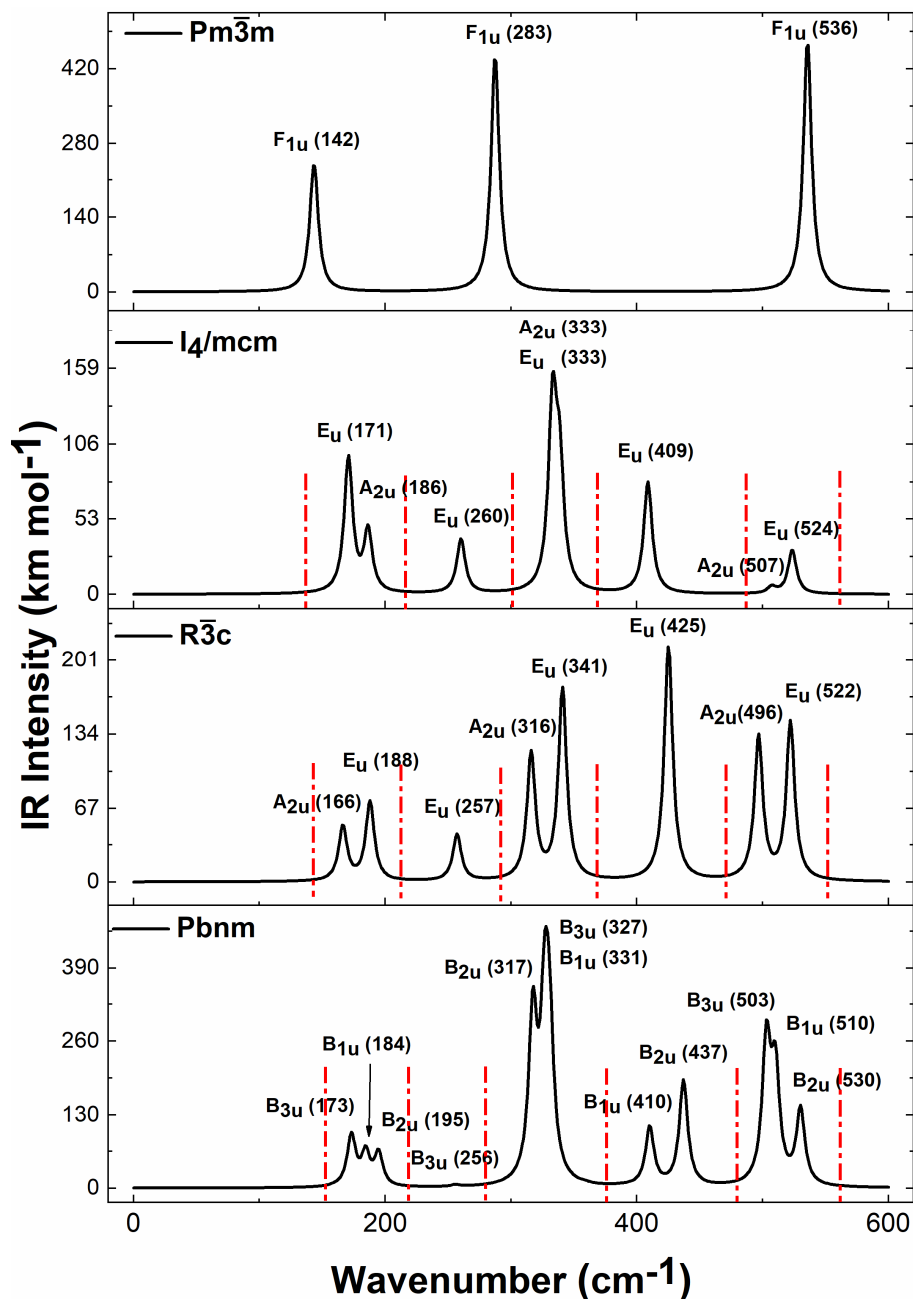 Pm3̅m
F1u (142)
F1u (283)
F1u (536)
420
280
140
0
I4/mcm
A2u (333)
Eu (333)
Eu (171)
A2u (186)
Eu (260)
Eu (409)
A2u (507)
Eu (524)
159
106
53
0
R3̅c
A2u (166)
Eu (188)
Eu (257)
A2u (316)
Eu (341)
Eu (425)
A2u(496)
Eu (522)
201
134
67
0
Pbnm
B3u (173)
B1u (184)
B2u (195)
B3u (256)
B2u (317)
B3u (327)
B1u (331)
B1u (410)
B2u (437)
B3u (503)
B1u (510)
B2u (530)
390
260
130
0
0
200
400
600
IR Intensity (km mol-1)
Wavenumber (cm-1)